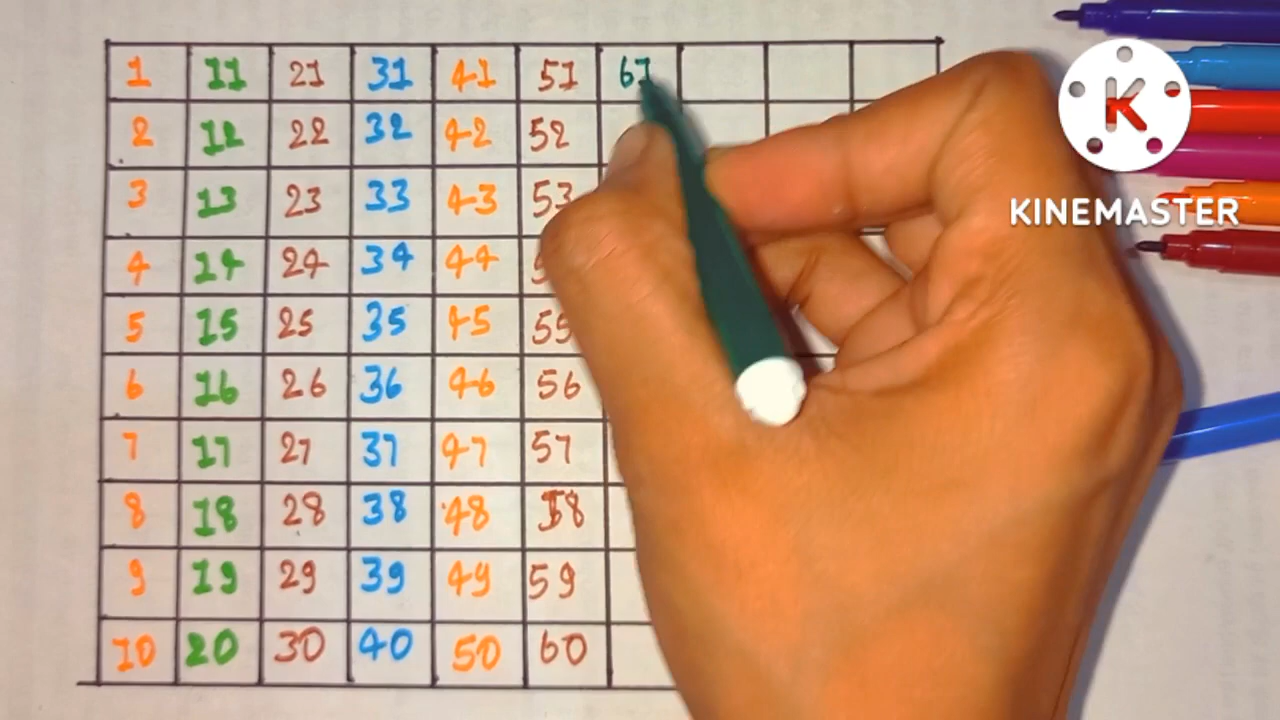 1 11 21 31 41 51 61
2 12 22 32 42 52
3 13 23 33 43 53
4 14 24 34 44
5 15 25 35 45 55
6 16 26 36 46 56
7 17 27 37 47 57
8 18 28 38 48 58
9 19 29 39 49 59
10 20 30 40 50 60
K
KINEMASTER